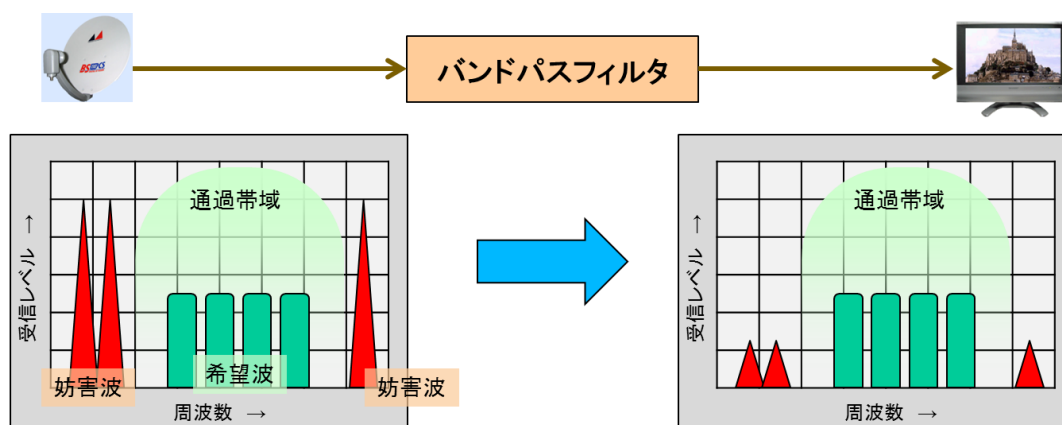 バンドパスフィルタ
通過帯域
受信レベル →
妨害波
希望波
妨害波
周波数 →
通過帯域
受信レベル →
周波数 →